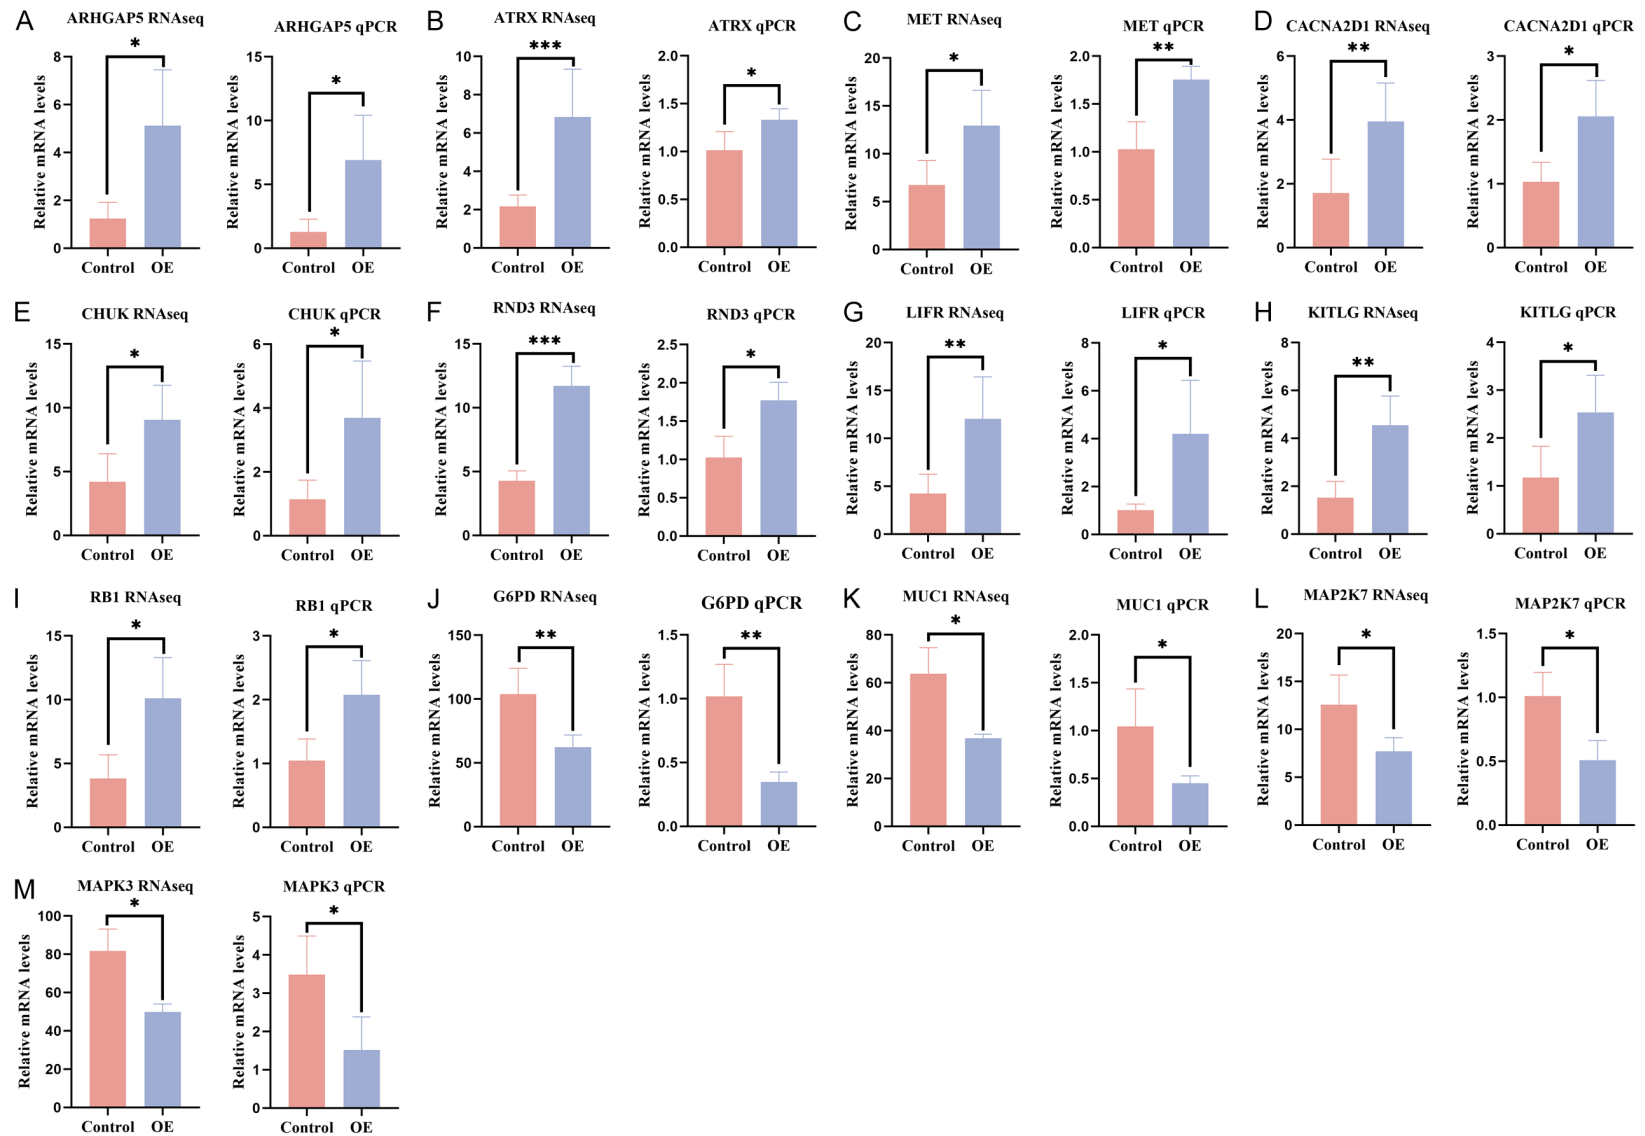 A
ARHGAP5 RNAseq
*
Relative mRNA levels
8
6
4
2
0
Control OE
ARHGAP5 qPCR
*
Relative mRNA levels
15
10
5
0
Control OE
B
ATRX RNAseq
***
Relative mRNA levels
10
8
6
4
2
0
Control OE
ATRX qPCR
*
Relative mRNA levels
2.0
1.5
1.0
0.5
0.0
Control OE
C
MET RNAseq
*
Relative mRNA levels
20
15
10
5
0
Control OE
MET qPCR
**
Relative mRNA levels
2.0
1.5
1.0
0.5
0.0
Control OE
D
CACNA2D1 RNAseq
**
Relative mRNA levels
6
4
2
0
Control OE
CACNA2D1 qPCR
*
Relative mRNA levels
3
2
1
0
Control OE
E
CHUK RNAseq
*
Relative mRNA levels
15
10
5
0
Control OE
CHUK qPCR
*
Relative mRNA levels
6
4
2
0
Control OE
F
RND3 RNAseq
***
Relative mRNA levels
15
10
5
0
Control OE
RND3 qPCR
*
Relative mRNA levels
2.5
2.0
1.5
1.0
0.5
0.0
Control OE
G
LIFR RNAseq
**
Relative mRNA levels
20
15
10
5
0
Control OE
LIFR qPCR
*
Relative mRNA levels
8
6
4
2
0
Control OE
H
KITLG RNAseq
**
Relative mRNA levels
8
6
4
2
0
Control OE
KITLG qPCR
*
Relative mRNA levels
4
3
2
1
0
Control OE
I
RB1 RNAseq
*
Relative mRNA levels
15
10
5
0
Control OE
RB1 qPCR
*
Relative mRNA levels
3
2
1
0
Control OE
J
G6PD RNAseq
**
Relative mRNA levels
150
100
50
0
Control OE
G6PD qPCR
**
Relative mRNA levels
1.5
1.0
0.5
0.0
Control OE
K
MUC1 RNAseq
*
Relative mRNA levels
80
60
40
20
0
Control OE
MUC1 qPCR
*
Relative mRNA levels
2.0
1.5
1.0
0.5
0.0
Control OE
L
MAP2K7 RNAseq
*
Relative mRNA levels
20
15
10
5
0
Control OE
MAP2K7 qPCR
*
Relative mRNA levels
1.5
1.0
0.5
0.0
Control OE
M
MAPK3 RNAseq
*
Relative mRNA levels
100
80
60
40
20
0
Control OE
MAPK3 qPCR
*
Relative mRNA levels
5
4
3
2
1
0
Control OE